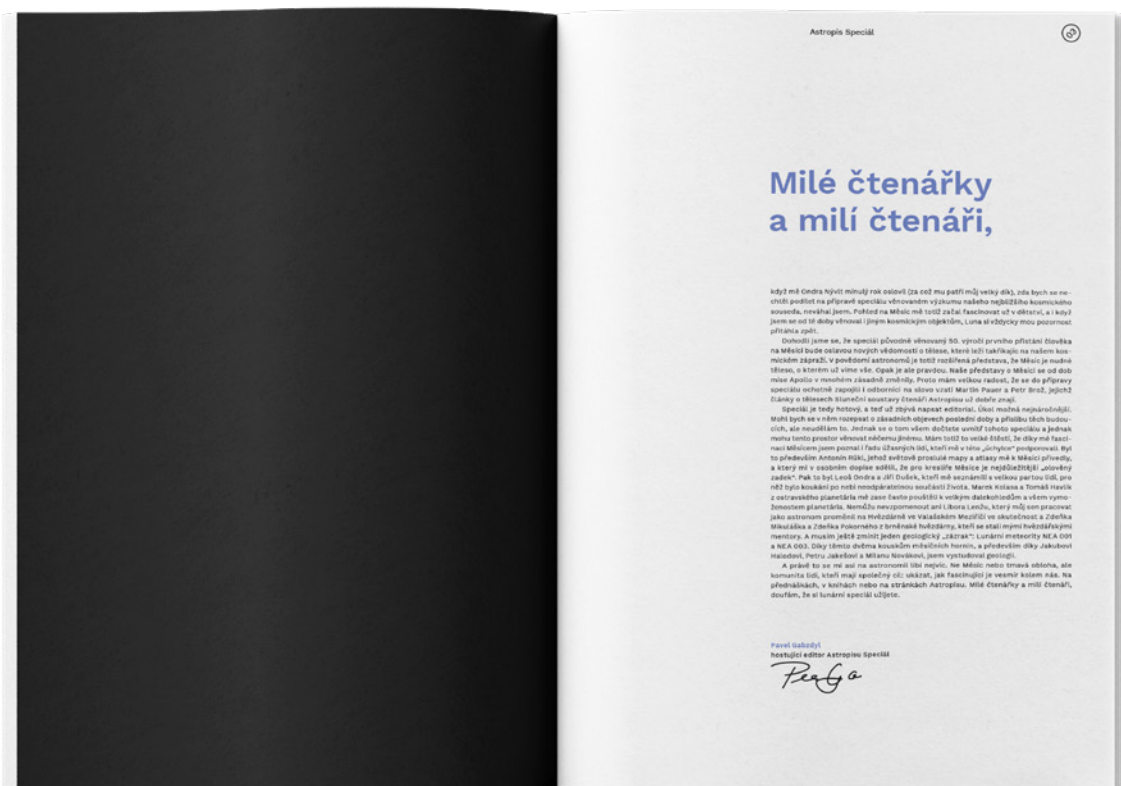 Astropis Speciál
03
Milé čtenářky
a milí čtenáři,
když mě Ondra Nývlt minulý rok oslovil (za což mu patří můj velký dík), zda bych se ne-
chtěl podílet na přípravě speciálu věnovaném výzkumu našeho nejbližšího kosmického
souseda, neváhal jsem. Pohled na Měsíc mě totiž začal fascinovat už v dětství, a i když
jsem se od té doby věnoval i jiným kosmickým objektům, Luna si vždycky mou pozornost
přitáhla zpět.
Dohodli jsme se, že speciál původně věnovaný 50. výročí prvního přistání člověka
na Měsíci bude oslavou nových vědomostí o tělese, které leží takříkajíc na našem kos-
mickém zápraží. V povědomí astronomů je totiž rozšířená představa, že Měsíc je nudné
těleso, o kterém už víme vše. Opak je ale pravdou. Naše představy o Měsíci se od dob
mise Apollo v mnohém zásadně změnily. Proto mám velkou radost, že se do přípravy
speciálu ochotně zapojili i odborníci na slovo vzatí Martin Pauer a Petr Brož, jejichž
články o tělesech Sluneční soustavy čtenáři Astropisu už dobře znají.
Speciál je tedy hotový, a teď už zbývá napsat editorial. Úkol možná nejnáročnější.
Mohl bych se v něm rozepsat o zásadních objevech poslední doby a příslibu těch budou-
cích, ale neudělám to. Jednak se o tom všem dočtete uvnitř tohoto speciálu a jednak
mohu tento prostor věnovat něčemu jinému. Mám totiž to velké štěstí, že díky mé fasci-
naci Měsícem jsem poznal i řadu úžasných lidí, kteří mě v této „úchylce“ podporovali. Byl
to především Antonín Rükl, jehož světově proslulé mapy a atlasy mě k Měsíci přivedly,
a který mi v osobním dopise sdělil, že pro kreslíře Měsíce je nejdůležitější „olověný
zadek“. Pak to byl Leoš Ondra a Jiří Dušek, kteří mě seznámili s velkou partou lidí, pro
něž bylo koukání po nebi neodpáratelnou součástí života. Marek Kolasa a Tomáš Havlík
z ostravského planetária mě zase často pouštěli k velkým dalekohledům a všem vymo-
ženostem planetária. Nemůžu nevzpomenout ani Libora Lenžu, který můj sen pracovat
jako astronom proměnil na Hvězdárně ve Valašském Meziříčí ve skutečnost a Zdeňka
Mikuláška a Zdeňka Pokorného z brněnské hvězdárny, kteří se stali mými hvězdářskými
mentory. A musím ještě zmínit jeden geologický „zázrak“: Lunární meteority NEA 001
a NEA 003. Díky těmto dvěma kouskům měsíčních hornin, a především díky Jakubovi
Halodovi, Petru Jakešovi a Milanu Novákovi, jsem vystudoval geologii.
A právě to se mi asi na astronomii líbí nejvíc. Ne Měsíc nebo tmavá obloha, ale
komunita lidí, kteří mají společný cíl: ukázat, jak fascinující je vesmír kolem nás. Na
přednáškách, v knihách nebo na stránkách Astropisu. Milé čtenářky a milí čtenáři,
doufám, že si lunární speciál užijete.
Pavel Gabzdyl
hostující editor Astropisu Speciál